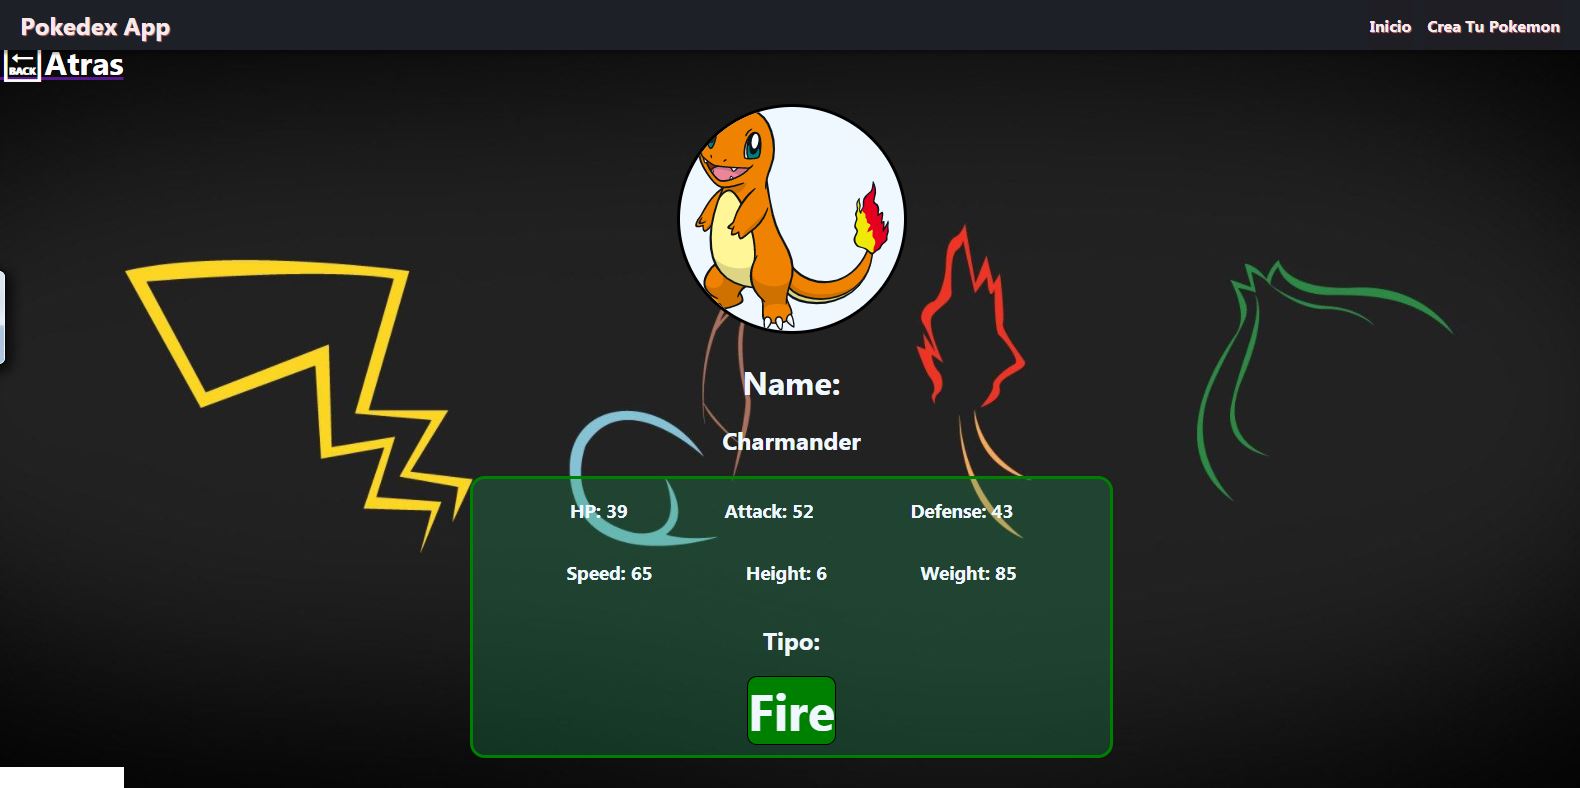 Pokedex App
Inicio Crea Tu Pokemon
BACK Atras
Name:
Charmander
HP: 39 Attack: 52 Defense: 43
Speed: 65 Height: 6 Weight: 85
Tipo:
Fire